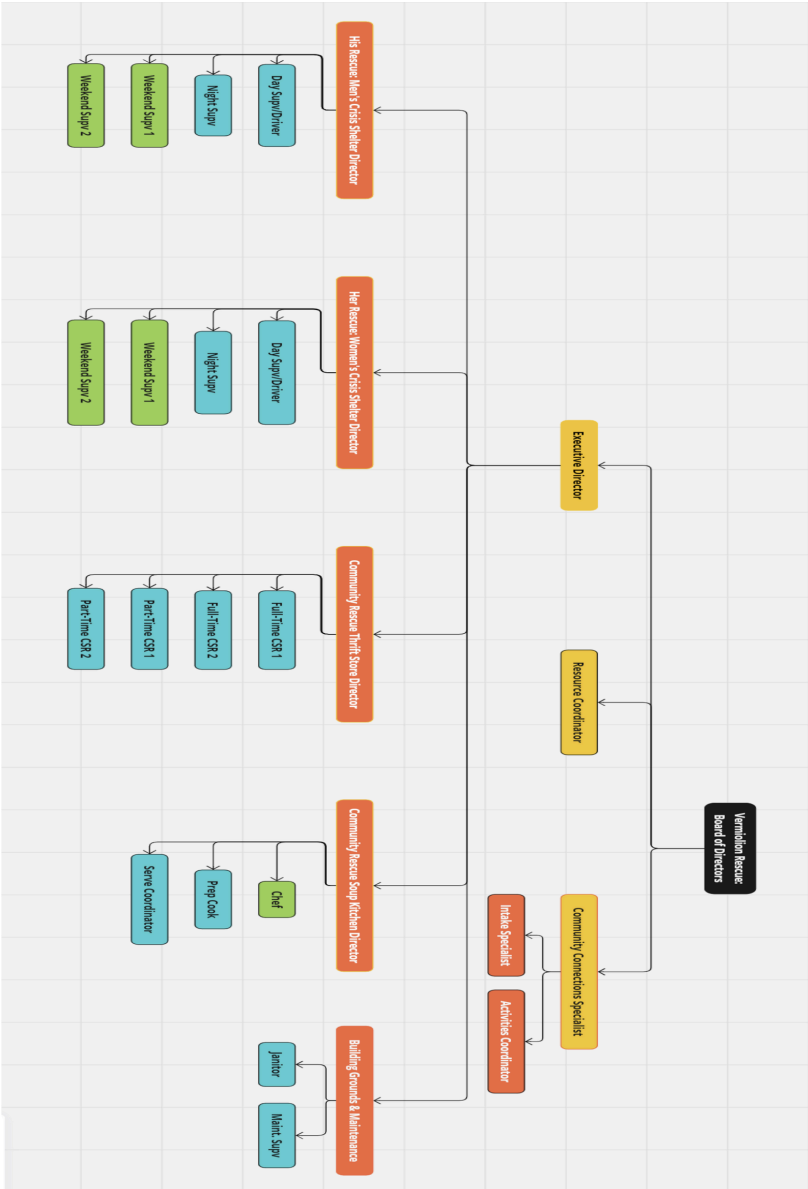 Vermiolion Rescue:
Board of Directors
Executive Director
Resource Coordinator
Community Connections Specialist
Intake Specialist
Activities Coordinator
His Rescue: Men's Crisis Shelter Director
Day Supv/Driver
Night Supv
Weekend Supv 1
Weekend Supv 2
Her Rescue: Women's Crisis Shelter Director
Day Supv/Driver
Night Supv
Weekend Supv 1
Weekend Supv 2
Community Rescue Thrift Store Director
Full-Time CSR 1
Full-Time CSR 2
Part-Time CSR 1
Part-Time CSR 2
Community Rescue Soup Kitchen Director
Chef
Prep Cook
Serve Coordinator
Building Grounds & Maintenance
Janitor
Maint. Supv